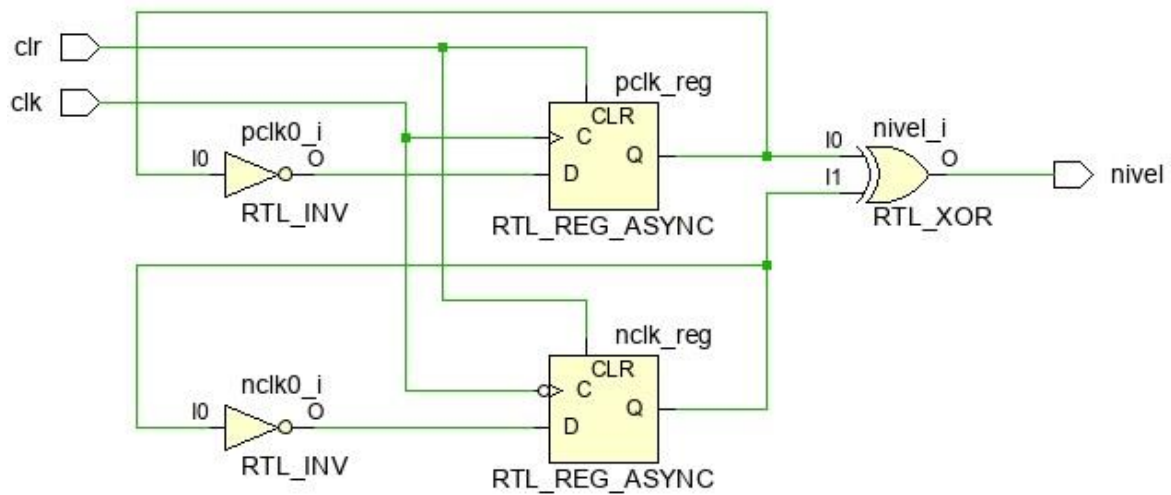 clr
clk
pclk_reg
CLR
C
D
Q
pclk0_i
I0
O
RTL_INV
RTL_REG_ASYNC
nivel_i
I0
I1
O
RTL_XOR
nivel
nclk_reg
CLR
C
D
Q
nclk0_i
I0
O
RTL_INV
RTL_REG_ASYNC